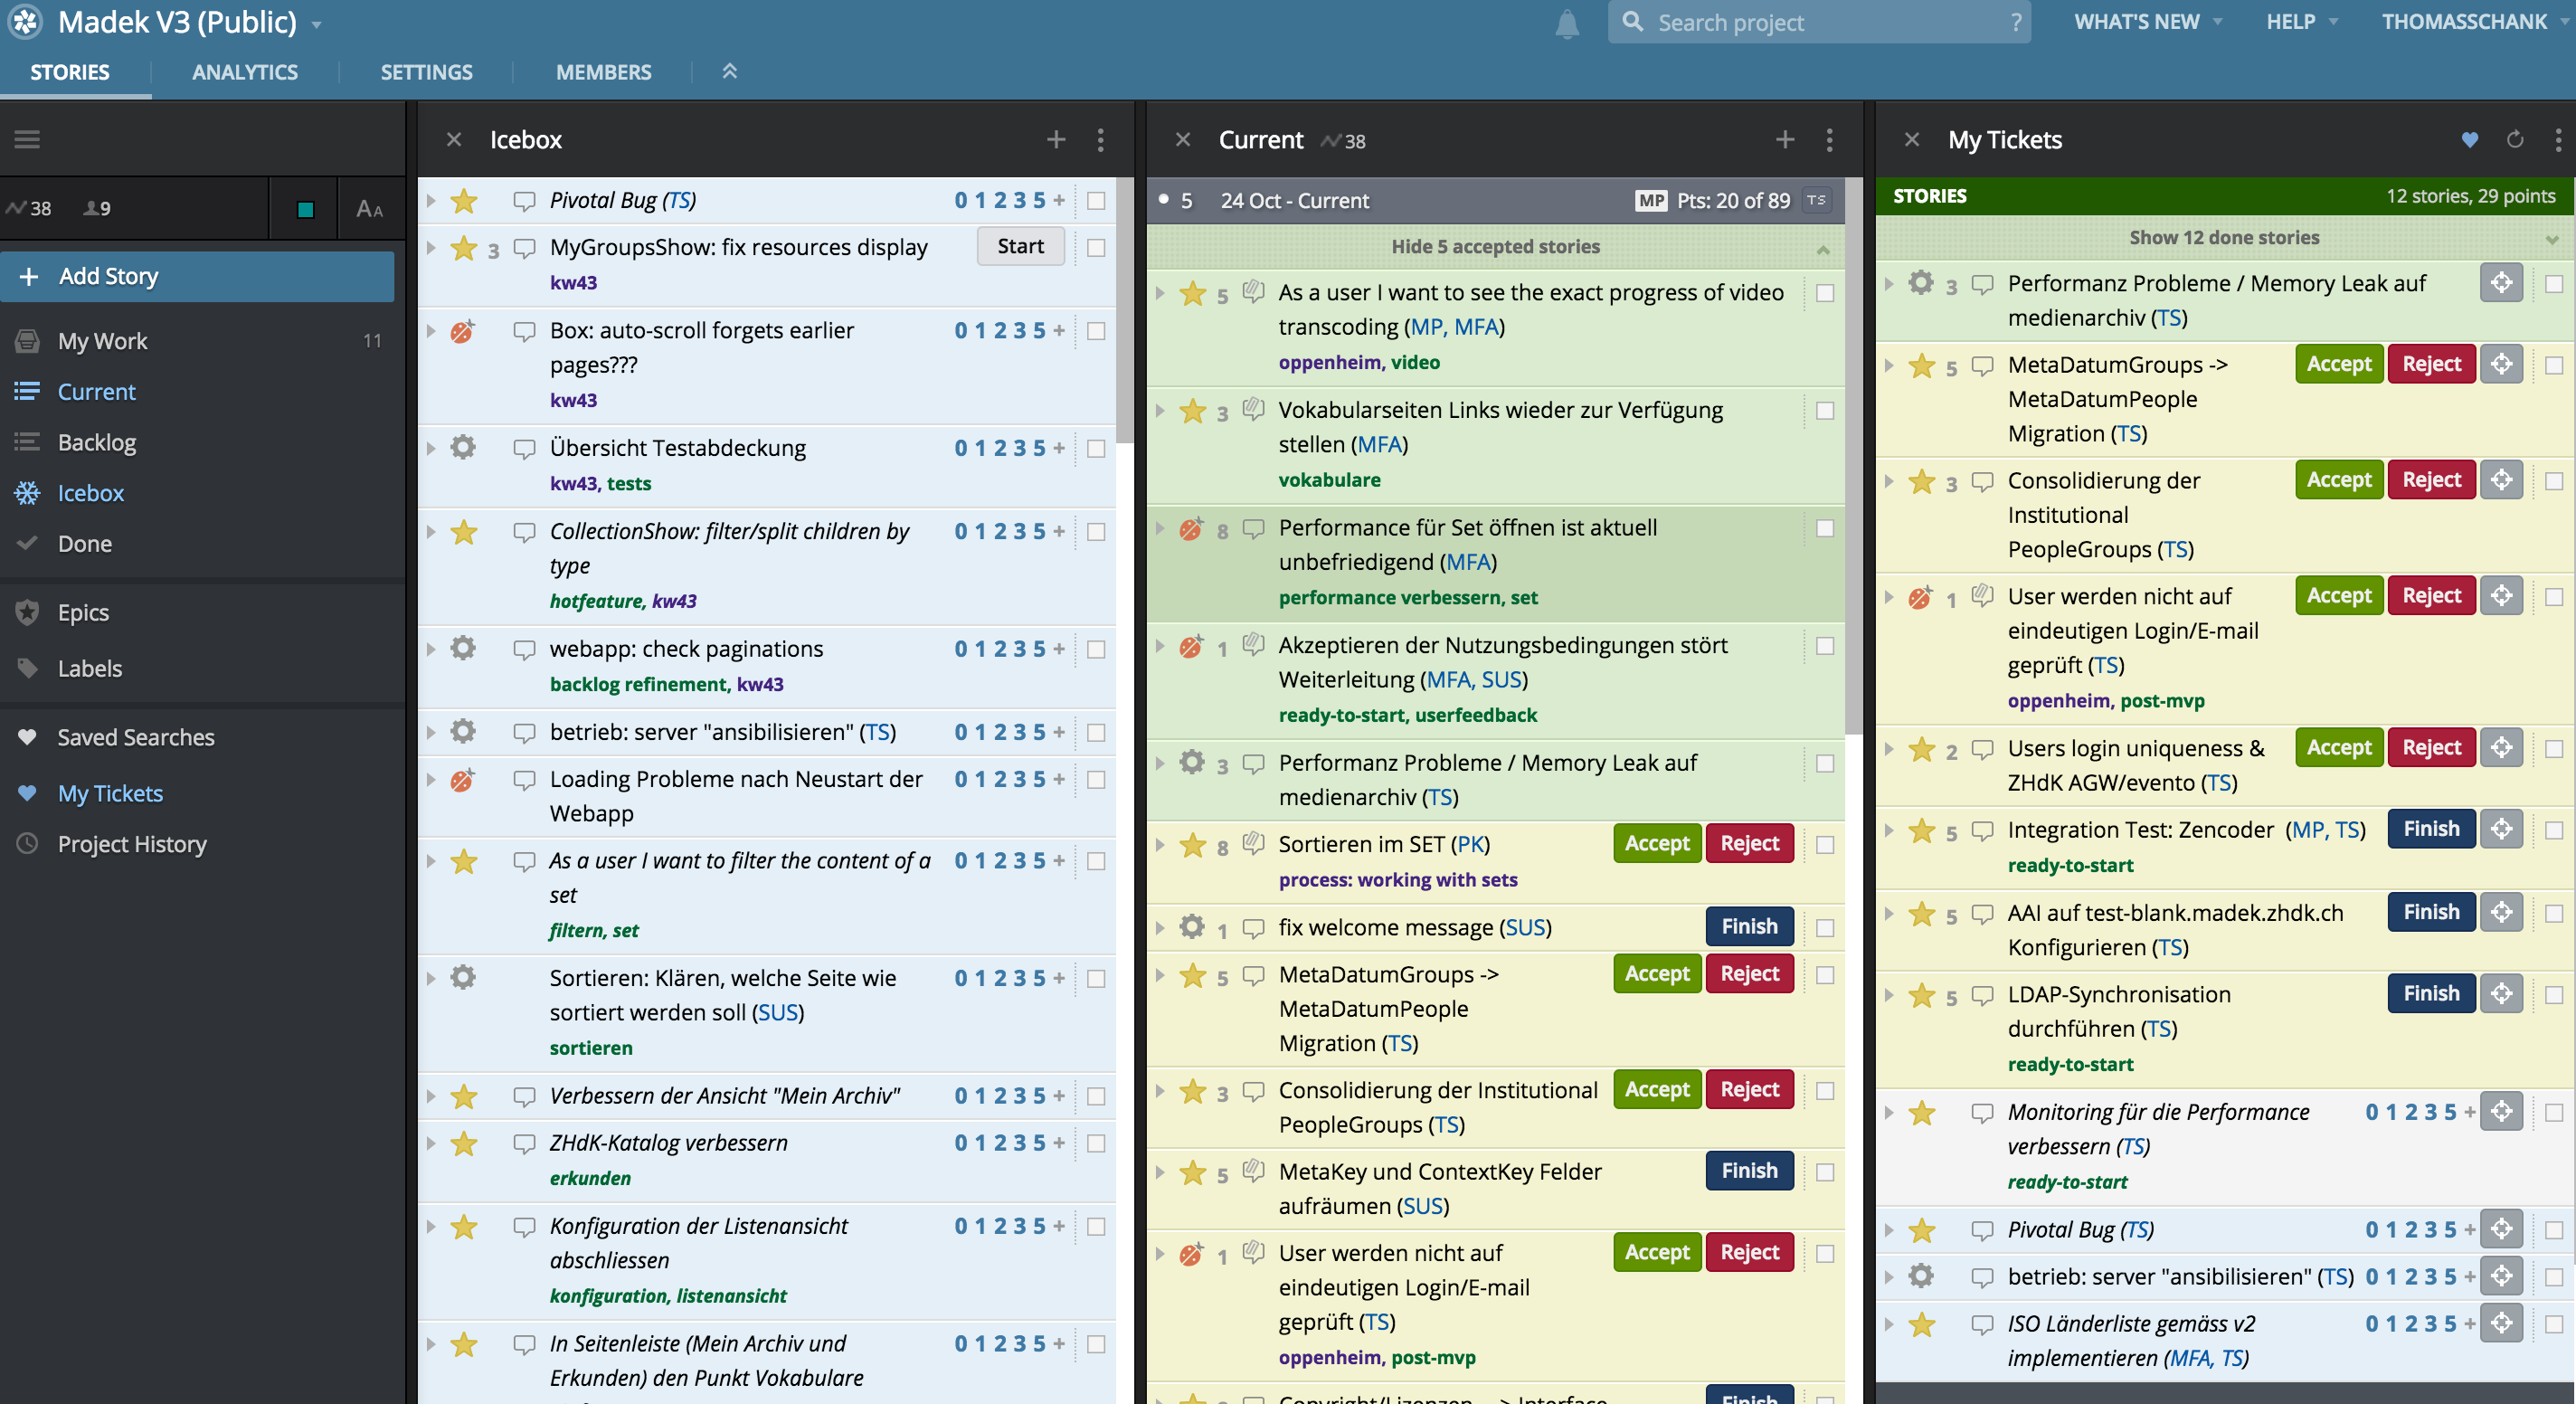 Madek V3 (Public)
Search project
?
WHAT'S NEW
HELP
THOMASSCHANK
STORIES
ANALYTICS
SETTINGS
MEMBERS
38
9
AA
+ Add Story
My Work 11
Current
Backlog
Icebox
Done
Epics
Labels
Saved Searches
My Tickets
Project History
Icebox
Pivotal Bug (TS) 0 1 2 3 5 +
3 MyGroupsShow: fix resources display Start
kw43
Box: auto-scroll forgets earlier 0 1 2 3 5 +
pages???
kw43
Übersicht Testabdeckung 0 1 2 3 5 +
kw43, tests
CollectionShow: filter/split children by 0 1 2 3 5 +
type
hotfeature, kw43
webapp: check paginations 0 1 2 3 5 +
backlog refinement, kw43
betrieb: server "ansibilisieren" (TS) 0 1 2 3 5 +
Loading Probleme nach Neustart der 0 1 2 3 5 +
Webapp
As a user I want to filter the content of a 0 1 2 3 5 +
set
filtern, set
Sortieren: Klären, welche Seite wie 0 1 2 3 5 +
sortiert werden soll (SUS)
sortieren
Verbessern der Ansicht "Mein Archiv" 0 1 2 3 5 +
ZHdK-Katalog verbessern 0 1 2 3 5 +
erkunden
Konfiguration der Listenansicht 0 1 2 3 5 +
abschliessen
konfiguration, listenansicht
In Seitenleiste (Mein Archiv und 0 1 2 3 5 +
Erkunden) den Punkt Vokabulare
Current 38
5 24 Oct - Current MP Pts: 20 of 89 TS
Hide 5 accepted stories
5 As a user I want to see the exact progress of video
transcoding (MP, MFA)
oppenheim, video
3 Vokabularseiten Links wieder zur Verfügung
stellen (MFA)
vokabulare
8 Performance für Set öffnen ist aktuell
unbefriedigend (MFA)
performance verbessern, set
1 Akzeptieren der Nutzungsbedingungen stört
Weiterleitung (MFA, SUS)
ready-to-start, userfeedback
3 Performanz Probleme / Memory Leak auf
medienarchiv (TS)
8 Sortieren im SET (PK) Accept Reject
process: working with sets
1 fix welcome message (SUS) Finish
5 MetaDatumGroups -> Accept Reject
MetaDatumPeople
Migration (TS)
3 Consolidierung der Institutional Accept Reject
PeopleGroups (TS)
5 MetaKey und ContextKey Felder Finish
aufräumen (SUS)
1 User werden nicht auf Accept Reject
eindeutigen Login/E-mail
geprüft (TS)
oppenheim, post-mvp
Copyright/Lizenzen -> Interface Finish
My Tickets
STORIES 12 stories, 29 points
Show 12 done stories
3 Performanz Probleme / Memory Leak auf
medienarchiv (TS)
5 MetaDatumGroups -> Accept Reject
MetaDatumPeople
Migration (TS)
3 Consolidierung der Accept Reject
Institutional
PeopleGroups (TS)
1 User werden nicht auf Accept Reject
eindeutigen Login/E-mail
geprüft (TS)
oppenheim, post-mvp
2 Users login uniqueness & Accept Reject
ZHdK AGW/evento (TS)
5 Integration Test: Zencoder (MP, TS) Finish
ready-to-start
5 AAI auf test-blank.madek.zhdk.ch Finish
Konfigurieren (TS)
5 LDAP-Synchronisation Finish
durchführen (TS)
ready-to-start
Monitoring für die Performance 0 1 2 3 5 +
verbessern (TS)
ready-to-start
Pivotal Bug (TS) 0 1 2 3 5 +
betrieb: server "ansibilisieren" (TS) 0 1 2 3 5 +
ISO Länderliste gemäss v2 0 1 2 3 5 +
implementieren (MFA, TS)